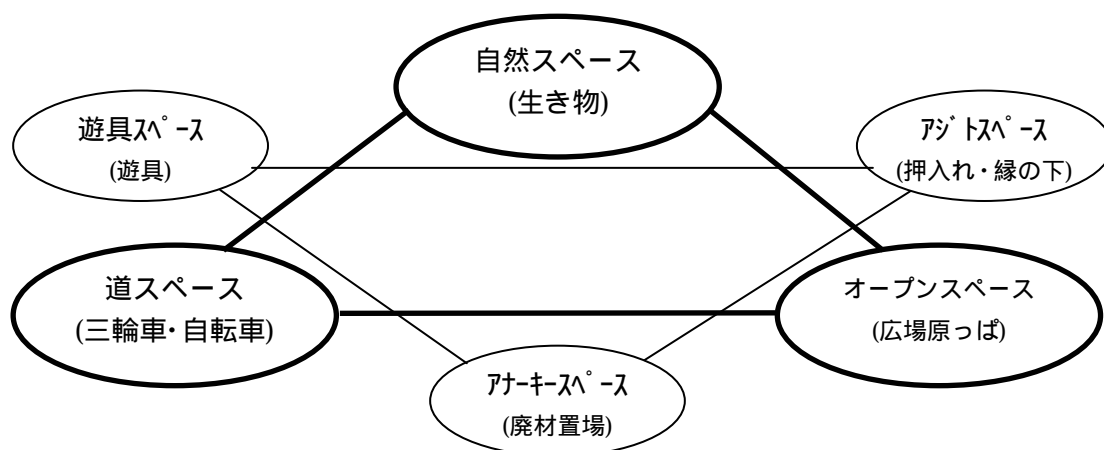 自然スペース
(生き物)
遊具ｽﾍﾟｰｽ
(遊具)
ｱｼﾞﾄｽﾍﾟｰｽ
(押入れ・縁の下)
道スペース
(三輪車・自転車)
オープンスペース
(広場原っぱ)
ｱﾅｰｷｰｽﾍﾟｰｽ
(廃材置場)